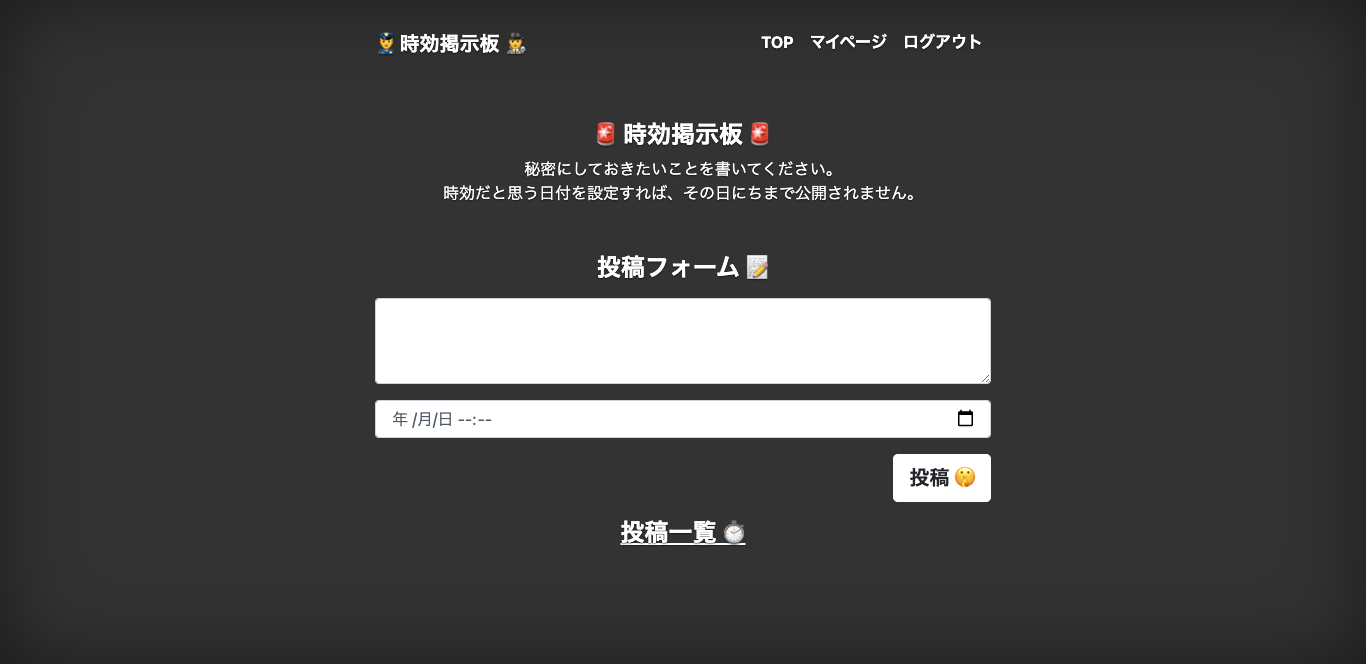 👮時効掲示板 🕵️
TOP マイページ ログアウト
🚨 時効掲示板 🚨
秘密にしておきたいことを書いてください。
時効だと思う日付を設定すれば、その日にちまで公開されません。
投稿フォーム 📝
年 /月/日 --:--
投稿 🤫
投稿一覧 ⏱